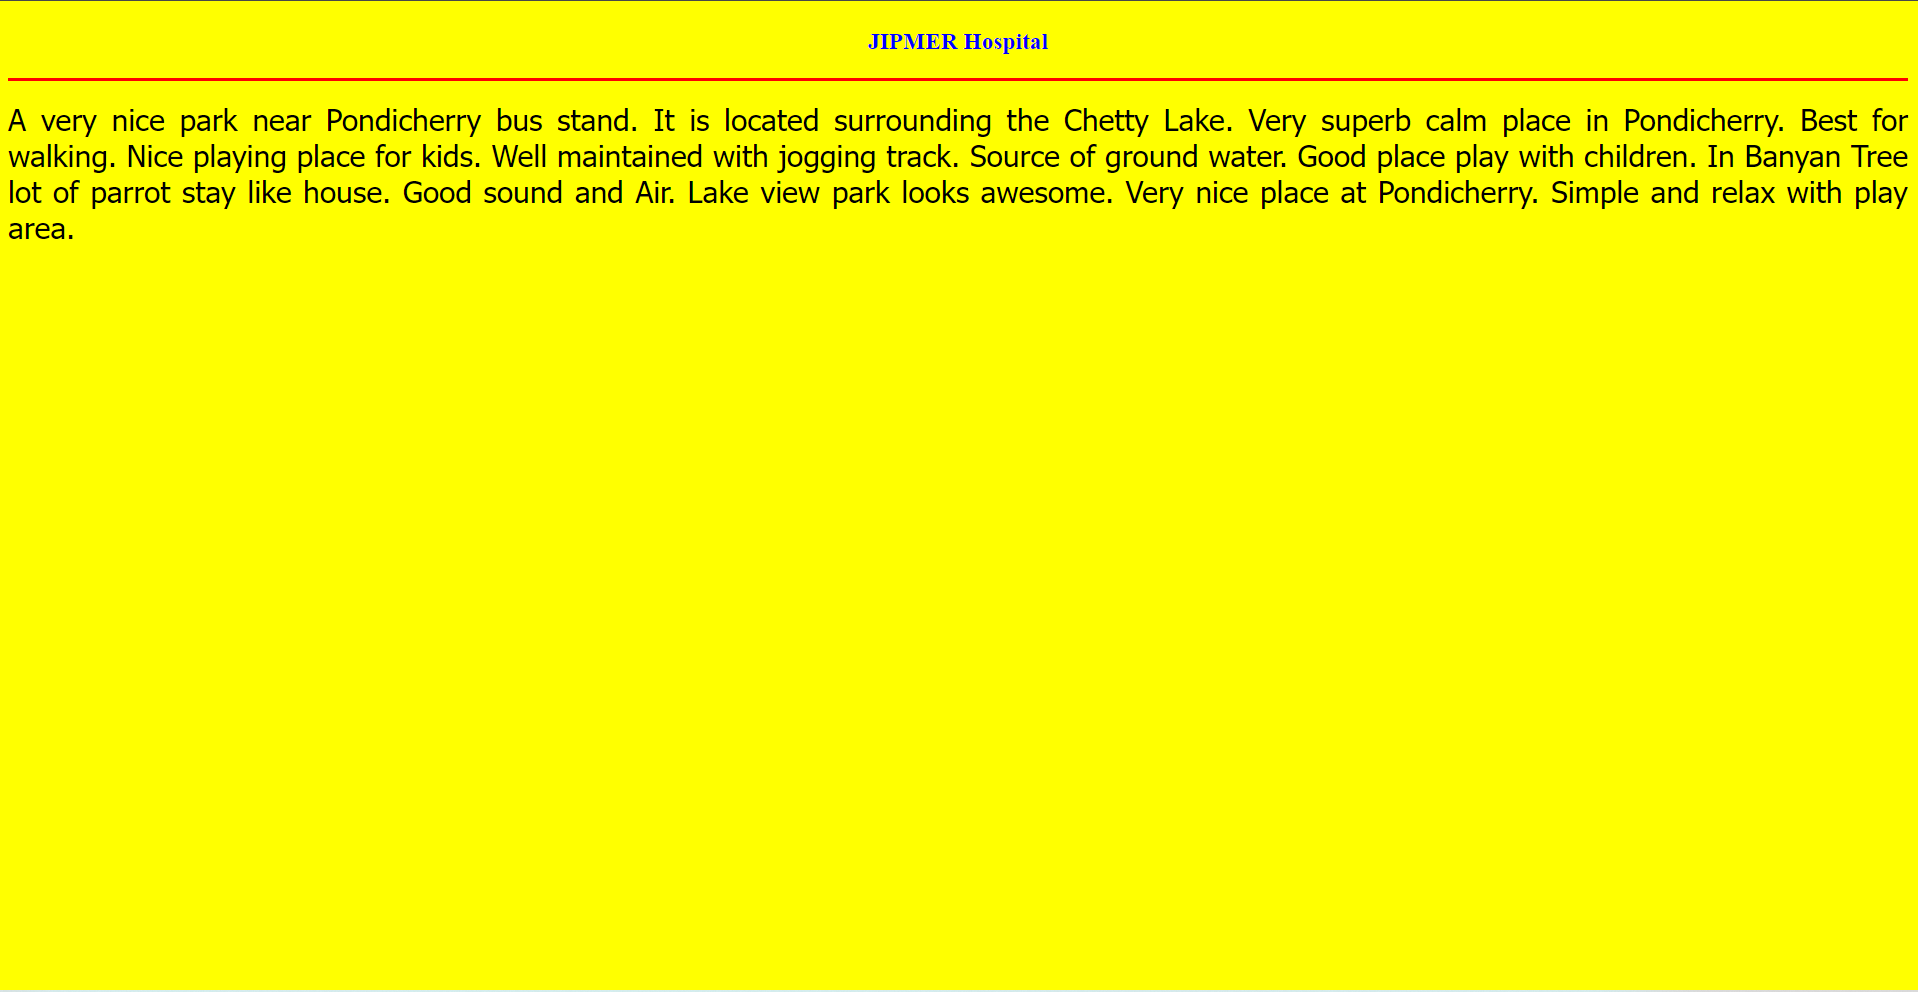 JIPMER Hospital
A very nice park near Pondicherry bus stand. It is located surrounding the Chetty Lake. Very superb calm place in Pondicherry. Best for
walking. Nice playing place for kids. Well maintained with jogging track. Source of ground water. Good place play with children. In Banyan Tree
lot of parrot stay like house. Good sound and Air. Lake view park looks awesome. Very nice place at Pondicherry. Simple and relax with play
area.